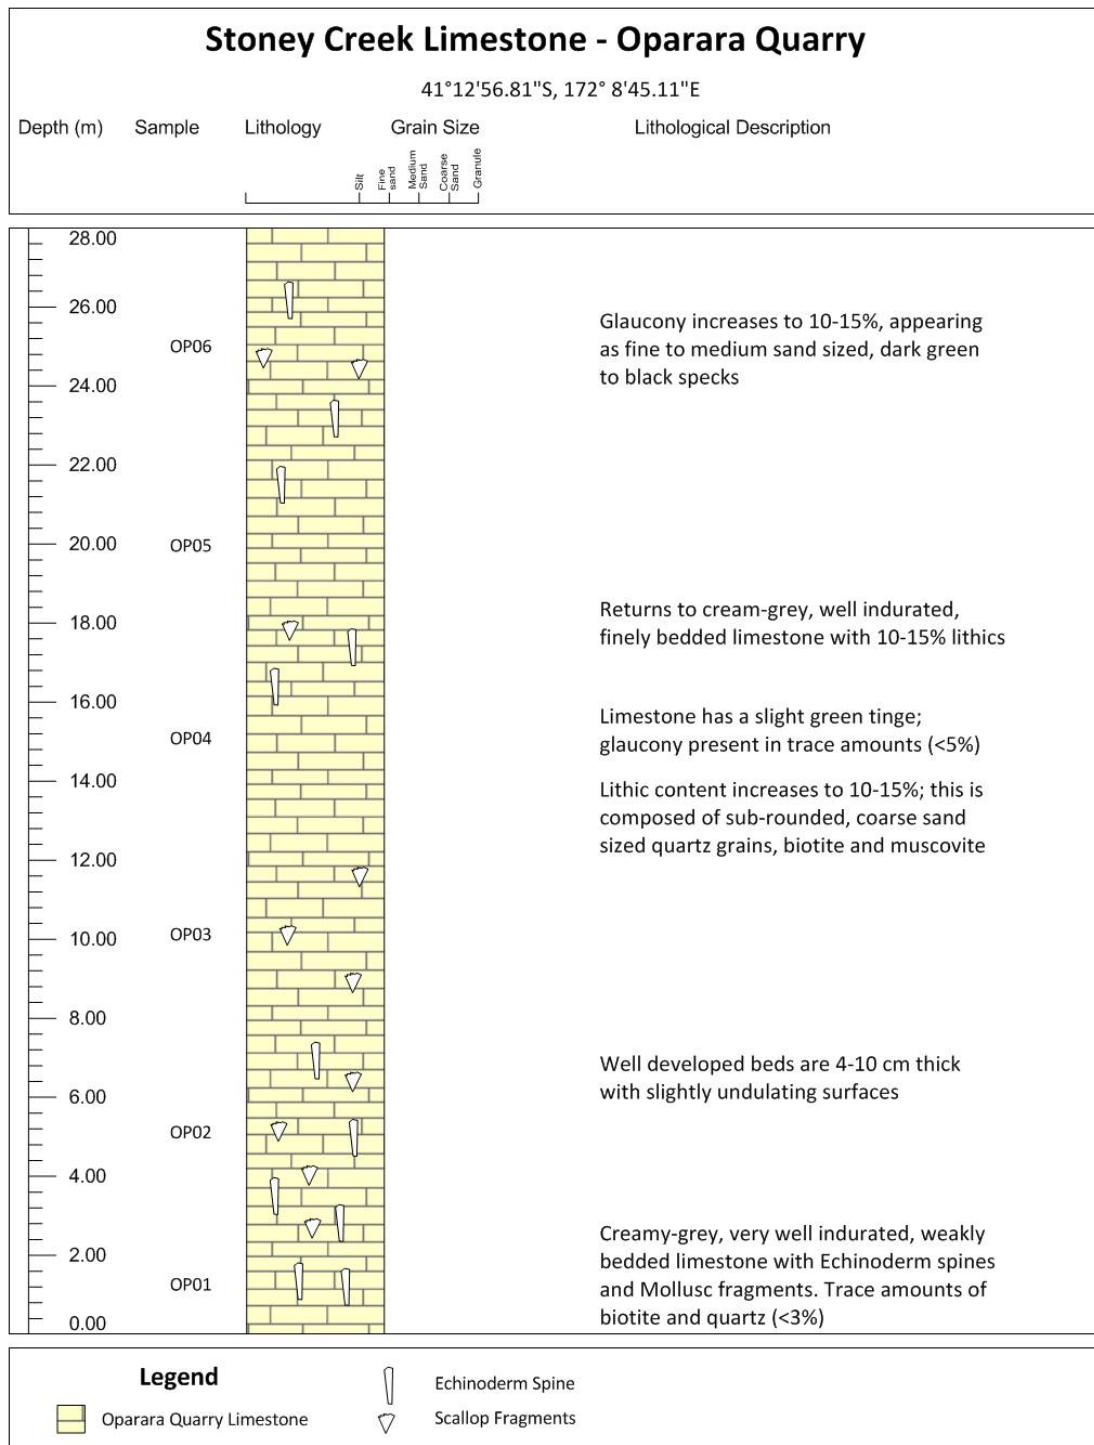 Stoney Creek Limestone - Oparara Quarry
41°12'56.81"S, 172° 8'45.11"E
Depth (m) Sample Lithology Grain Size Lithological Description
Silt
Fine sand
Medium Sand
Coarse Sand
Granule
28.00
26.00
Glaucony increases to 10-15%, appearing
OP06
as fine to medium sand sized, dark green
to black specks
24.00
22.00
20.00
OP05
18.00
Returns to cream-grey, well indurated,
finely bedded limestone with 10-15% lithics
16.00
Limestone has a slight green tinge;
OP04
glaucony present in trace amounts (<5%)
14.00
Lithic content increases to 10-15%; this is
composed of sub-rounded, coarse sand
sized quartz grains, biotite and muscovite
12.00
10.00
OP03
8.00
Well developed beds are 4-10 cm thick
with slightly undulating surfaces
6.00
OP02
4.00
2.00
Creamy-grey, very well indurated, weakly
bedded limestone with Echinoderm spines
OP01
and Mollusc fragments. Trace amounts of
biotite and quartz (<3%)
0.00
Legend
Echinoderm Spine
Oparara Quarry Limestone
Scallop Fragments